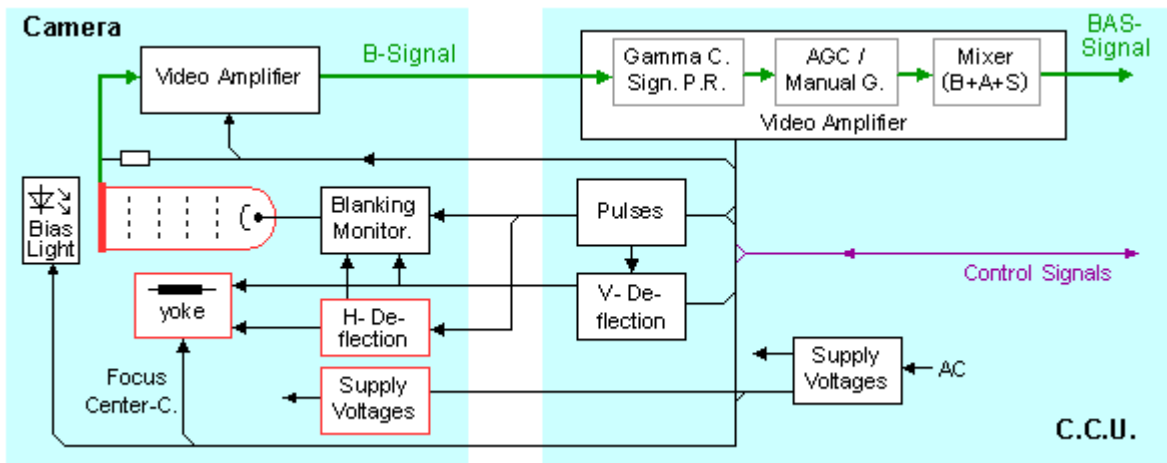 Camera
Video Amplifier
B-Signal
Gamma C.
Sign. P.R.
AGC /
Manual G.
Mixer
(B+A+S)
Video Amplifier
BAS-
Signal
Bias
Light
Blanking
Monitor.
Pulses
yoke
H- De-
flection
V- De-
flection
Control Signals
Focus
Center-C.
Supply
Voltages
Supply
Voltages
AC
C.C.U.